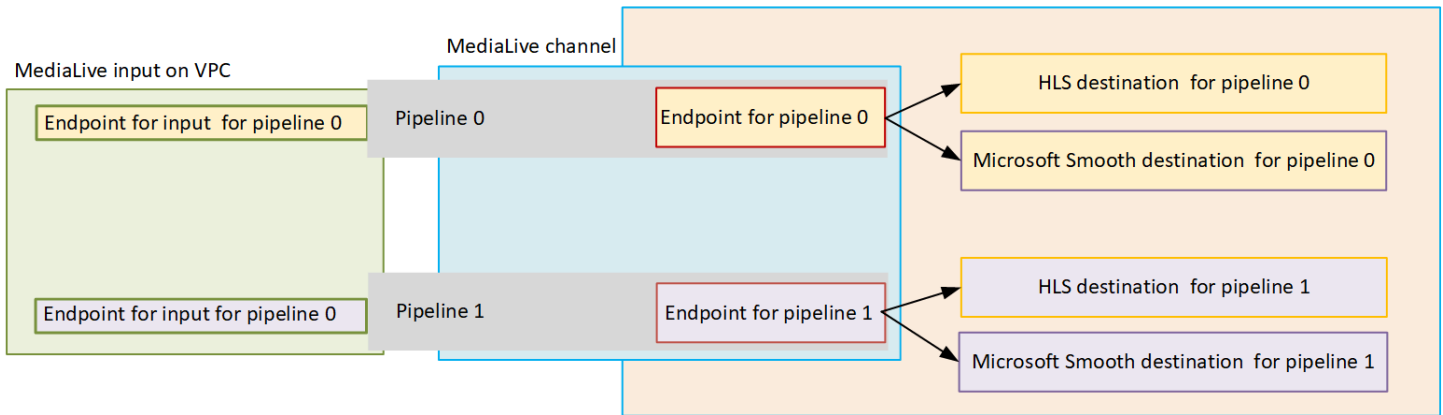 MediaLive channel
MediaLive input on VPC
Endpoint for input for pipeline 0
Pipeline 0
Endpoint for pipeline 0
HLS destination for pipeline 0
Microsoft Smooth destination for pipeline 0
Endpoint for input for pipeline 0
Pipeline 1
Endpoint for pipeline 1
HLS destination for pipeline 1
Microsoft Smooth destination for pipeline 1